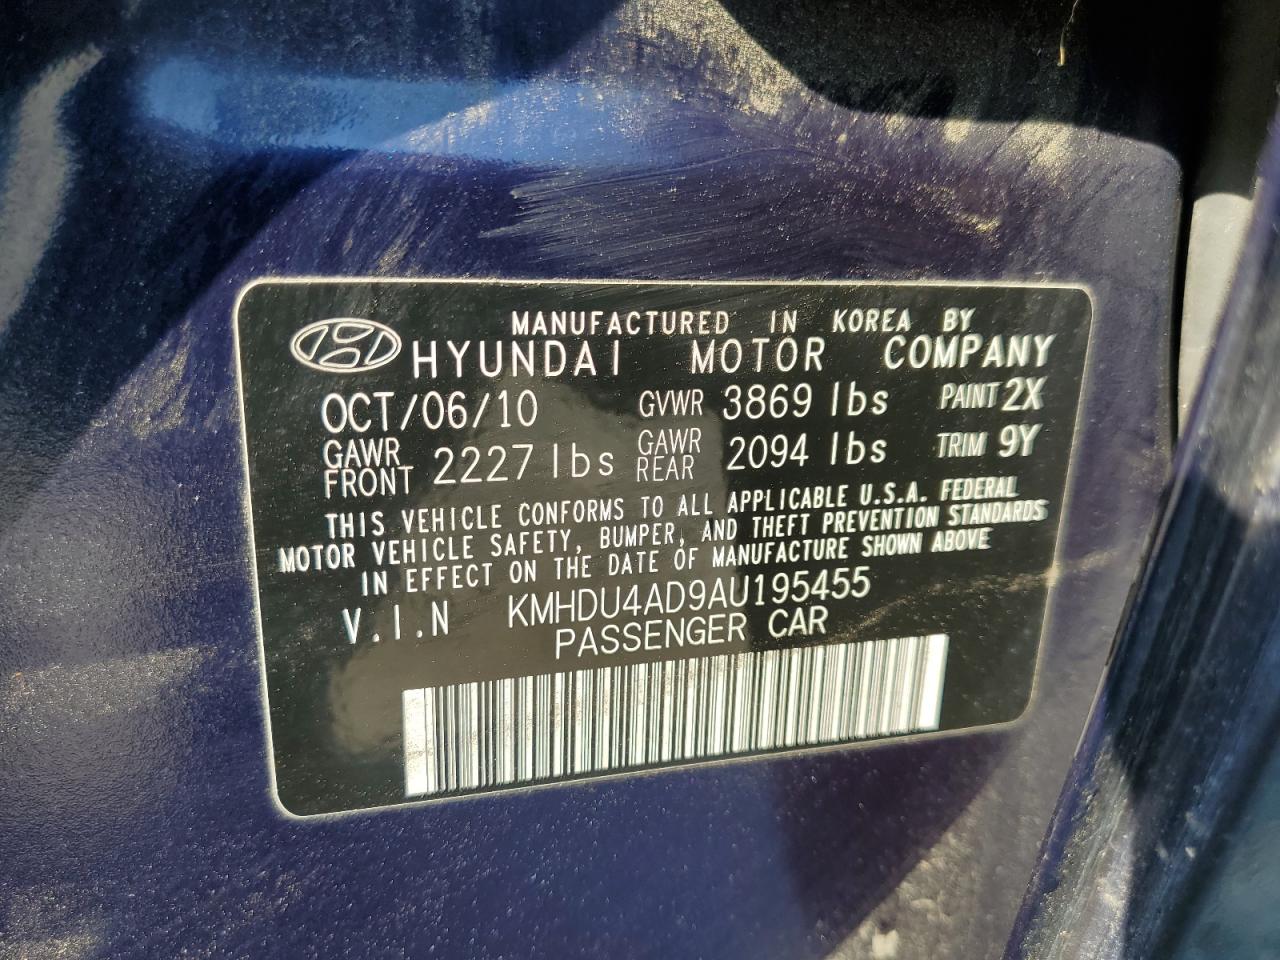 MANUFACTURED IN KOREA BY
HYUNDAI MOTOR COMPANY
OCT/06/10 GVWR 3869 lbs PAINT 2X
GAWR FRONT 2227 lbs GAWR REAR 2094 lbs TRIM 9Y
THIS VEHICLE CONFORMS TO ALL APPLICABLE U.S.A. FEDERAL
MOTOR VEHICLE SAFETY, BUMPER, AND THEFT PREVENTION STANDARDS
IN EFFECT ON THE DATE OF MANUFACTURE SHOWN ABOVE
V.I.N KMHDU4AD9AU195455
PASSENGER CAR